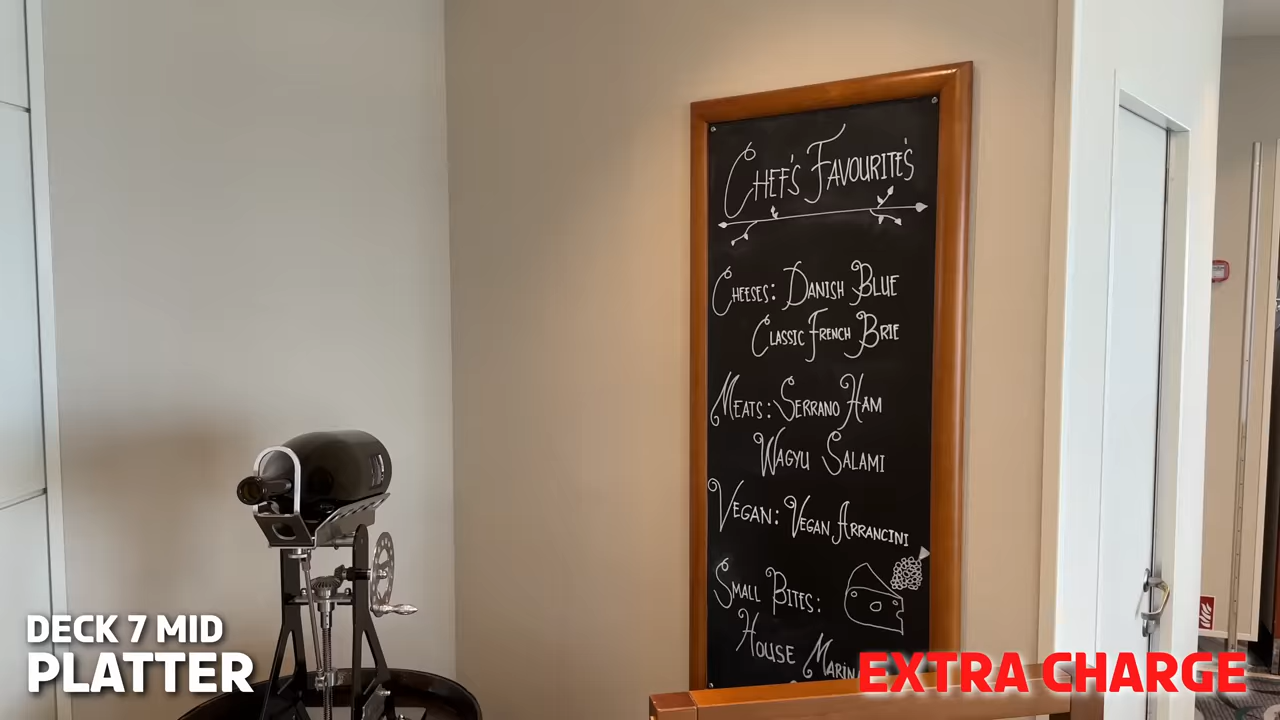 CHEF'S FAVOURITE'S
CHEESES: DANISH BLUE
CLASSIC FRENCH BRIE
MEATS: SERRANO HAM
WAGYU SALAMI
VEGAN: VEGAN ARRANCINI
SMALL BITES:
HOUSE
DECK 7 MID
PLATTER
EXTRA CHARGE